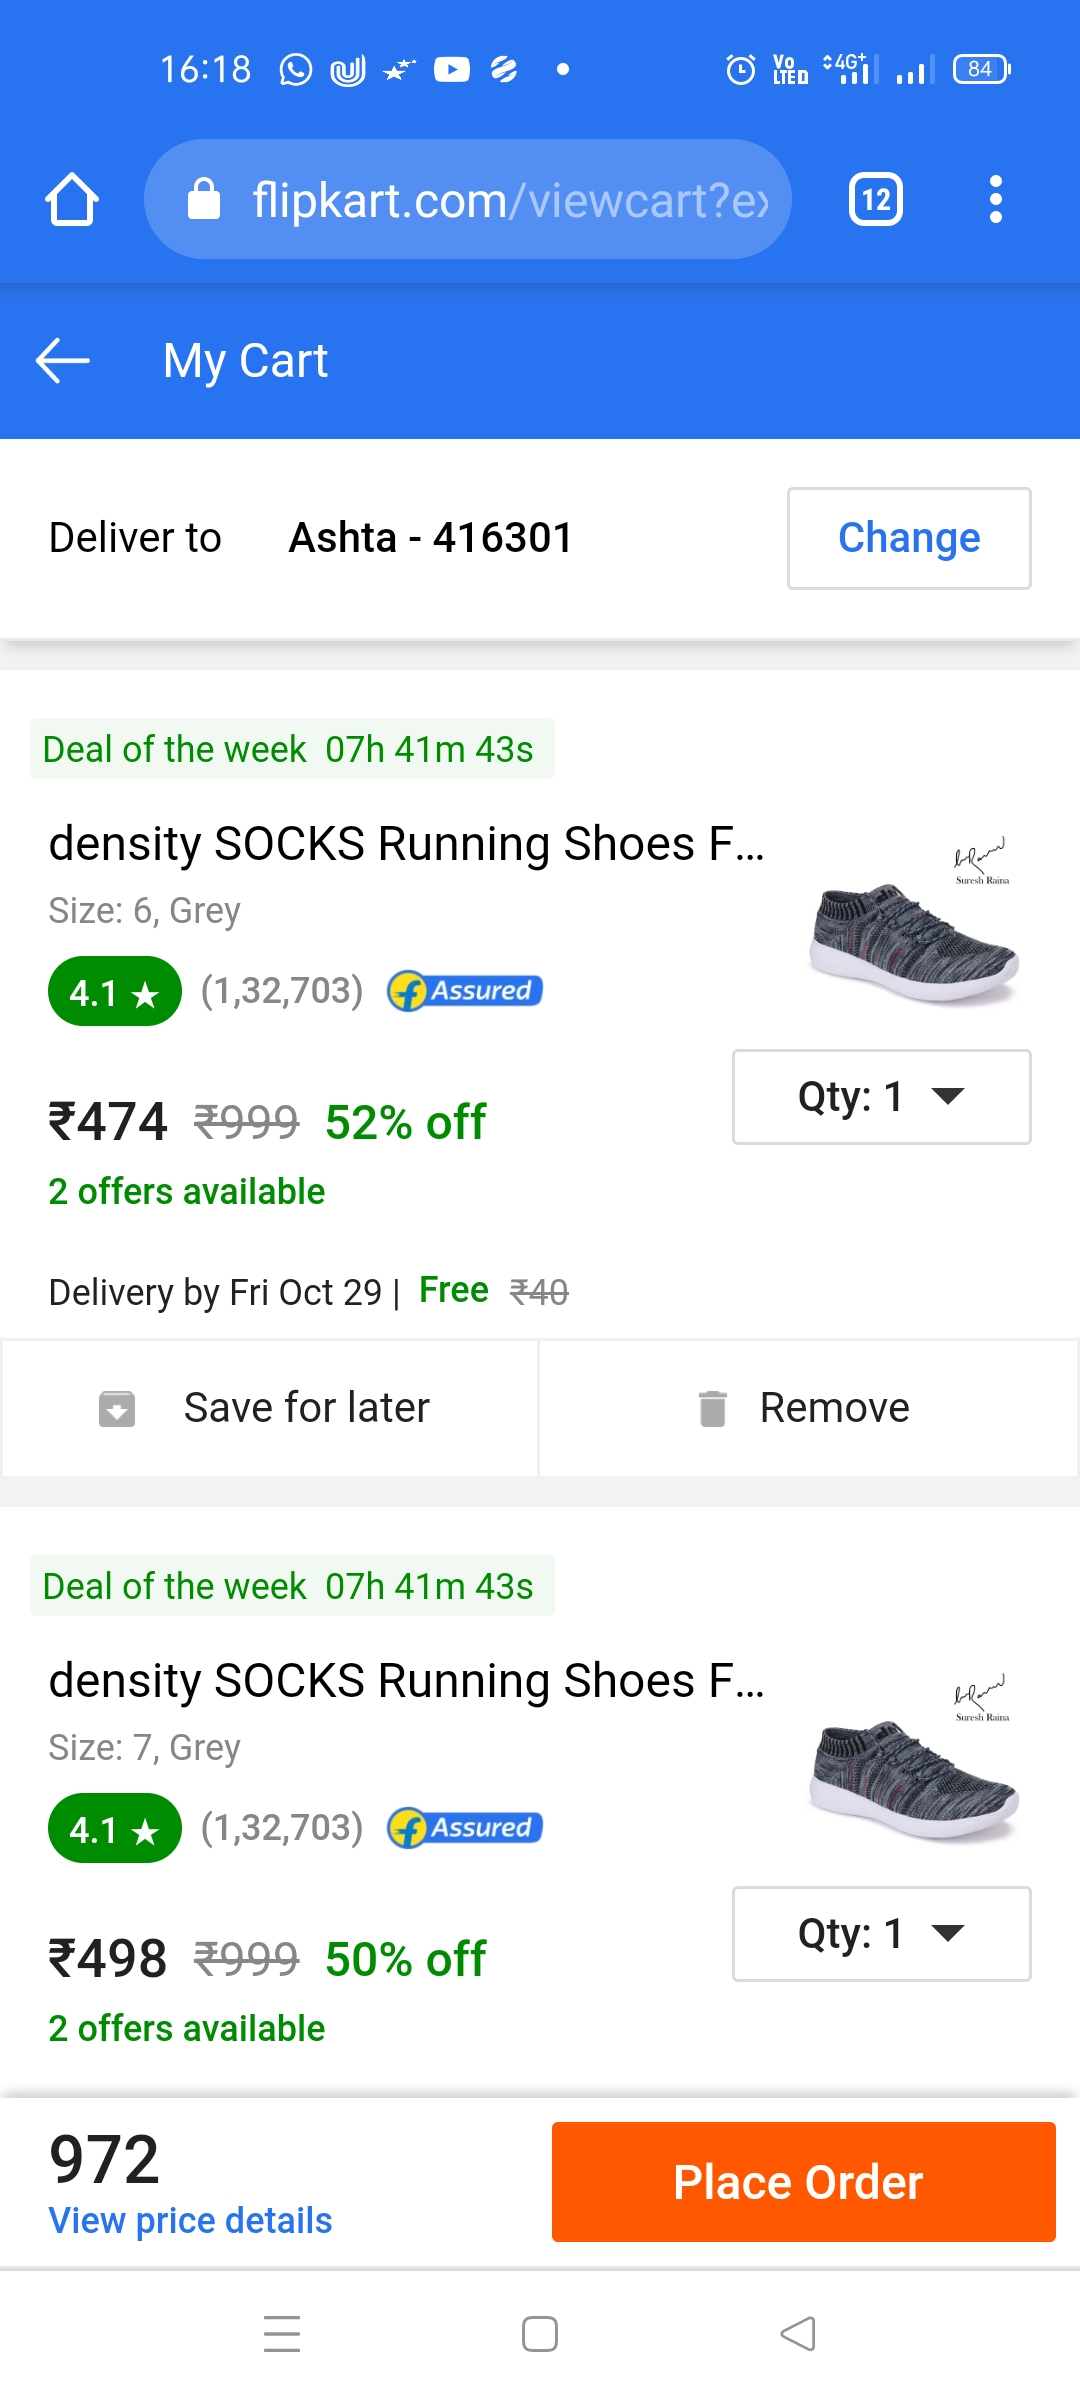 16:18 Vo LTED 4G+ 84
flipkart.com/viewcart?ex 12
My Cart
Deliver to Ashta - 416301 Change
Deal of the week 07h 41m 43s
density SOCKS Running Shoes F...
Suresh Raina
Size: 6, Grey
4.1 ★ (1,32,703) Assured
₹474 ₹999 52% off
Qty: 1
2 offers available
Delivery by Fri Oct 29 | Free ₹40
Save for later Remove
Deal of the week 07h 41m 43s
density SOCKS Running Shoes F...
Suresh Raina
Size: 7, Grey
4.1 ★ (1,32,703) Assured
₹498 ₹999 50% off
Qty: 1
2 offers available
972
View price details
Place Order